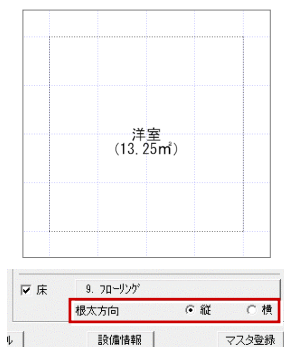 洋室
(13.25㎡)
床
9. フローリング
根太方向 縦 横
ル 設備情報 マスタ登録